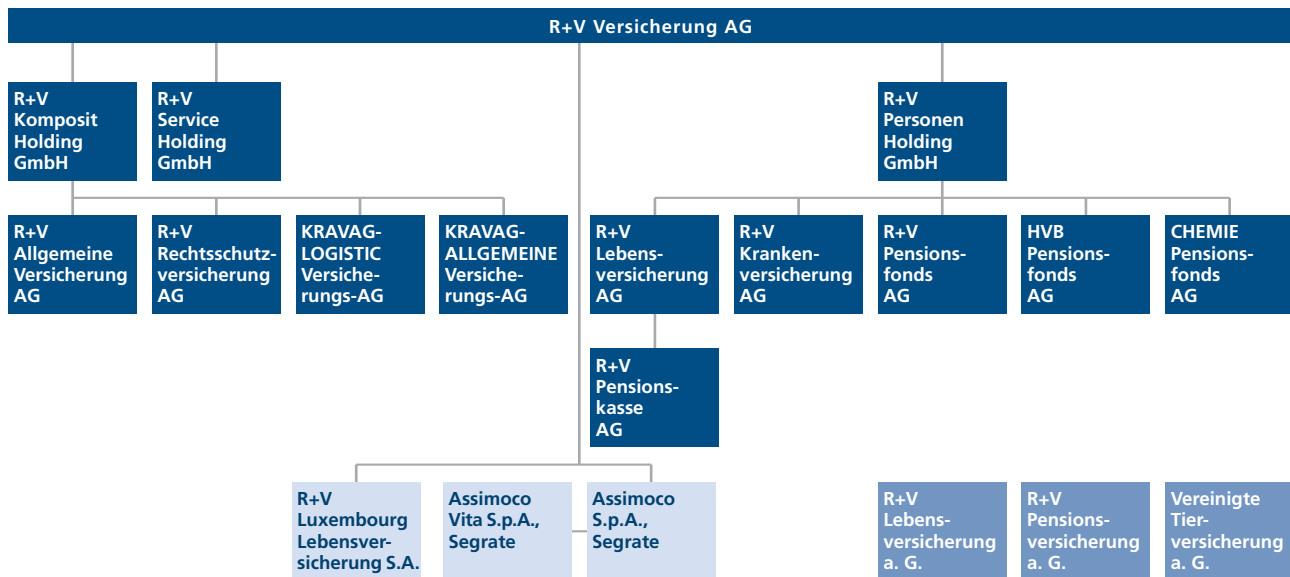 R+V Versicherung AG
R+V
Komposit
Holding
GmbH
R+V
Service
Holding
GmbH
R+V
Personen
Holding
GmbH
R+V
Allgemeine
Versicherung
AG
R+V
Rechtsschutz-
versicherung
AG
KRAVAG-
LOGISTIC
Versiche-
rungs-AG
KRAVAG-
ALLGEMEINE
Versiche-
rungs-AG
R+V
Lebens-
versicherung
AG
R+V
Kranken-
versicherung
AG
R+V
Pensions-
fonds
AG
HVB
Pensions-
fonds
AG
CHEMIE
Pensions-
fonds
AG
R+V
Pensions-
kasse
AG
R+V
Luxembourg
Lebensver-
sicherung S.A.
Assimoco
Vita S.p.A.,
Segrate
Assimoco
S.p.A.,
Segrate
R+V
Lebens-
versicherung
a. G.
R+V
Pensions-
versicherung
a. G.
Vereinigte
Tier-
versicherung
a. G.